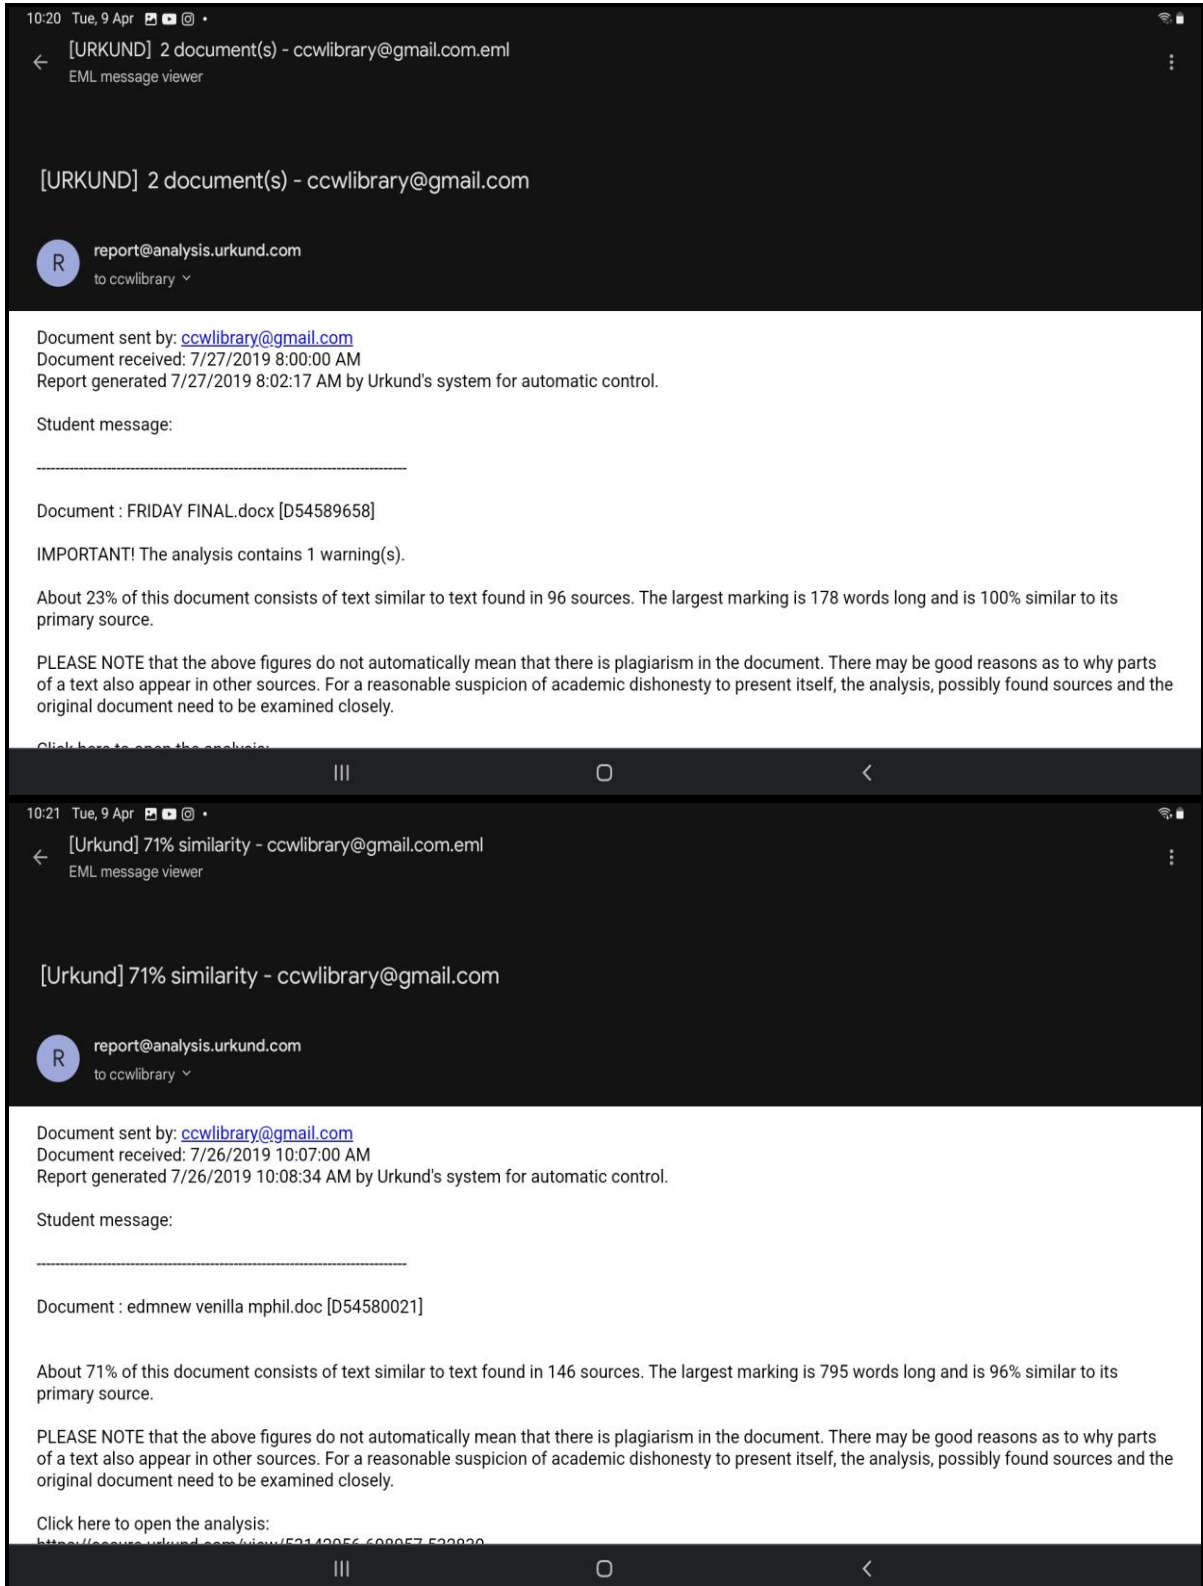 10:20 Tue, 9 Apr
[URKUND] 2 document(s) - ccwlibrary@gmail.com.eml
EML message viewer
[URKUND] 2 document(s) - ccwlibrary@gmail.com
R
report@analysis.urkund.com
to ccwlibrary
Document sent by: ccwlibrary@gmail.com
Document received: 7/27/2019 8:00:00 AM
Report generated 7/27/2019 8:02:17 AM by Urkund's system for automatic control.
Student message:
--------------------------------------------------------------------------------
Document : FRIDAY FINAL.docx [D54589658]
IMPORTANT! The analysis contains 1 warning(s).
About 23% of this document consists of text similar to text found in 96 sources. The largest marking is 178 words long and is 100% similar to its
primary source.
PLEASE NOTE that the above figures do not automatically mean that there is plagiarism in the document. There may be good reasons as to why parts
of a text also appear in other sources. For a reasonable suspicion of academic dishonesty to present itself, the analysis, possibly found sources and the
original document need to be examined closely.
Click here to open the analysis:
10:21 Tue, 9 Apr
[Urkund] 71% similarity - ccwlibrary@gmail.com.eml
EML message viewer
[Urkund] 71% similarity - ccwlibrary@gmail.com
R
report@analysis.urkund.com
to ccwlibrary
Document sent by: ccwlibrary@gmail.com
Document received: 7/26/2019 10:07:00 AM
Report generated 7/26/2019 10:08:34 AM by Urkund's system for automatic control.
Student message:
--------------------------------------------------------------------------------
Document : edmnew venilla mphil.doc [D54580021]
About 71% of this document consists of text similar to text found in 146 sources. The largest marking is 795 words long and is 96% similar to its
primary source.
PLEASE NOTE that the above figures do not automatically mean that there is plagiarism in the document. There may be good reasons as to why parts
of a text also appear in other sources. For a reasonable suspicion of academic dishonesty to present itself, the analysis, possibly found sources and the
original document need to be examined closely.
Click here to open the analysis: